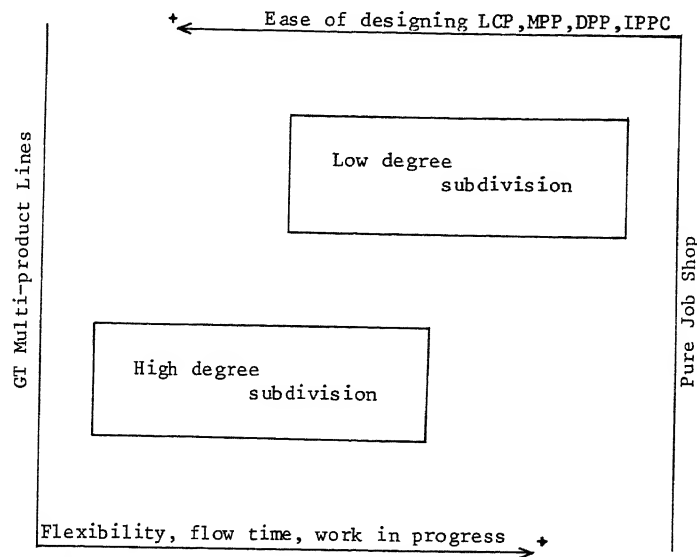 + Ease of designing LCP,MPP,DPP,IPPC
Low degree
subdivision
GT Multi-product Lines
Pure Job Shop
High degree
subdivision
Flexibility, flow time, work in progress +